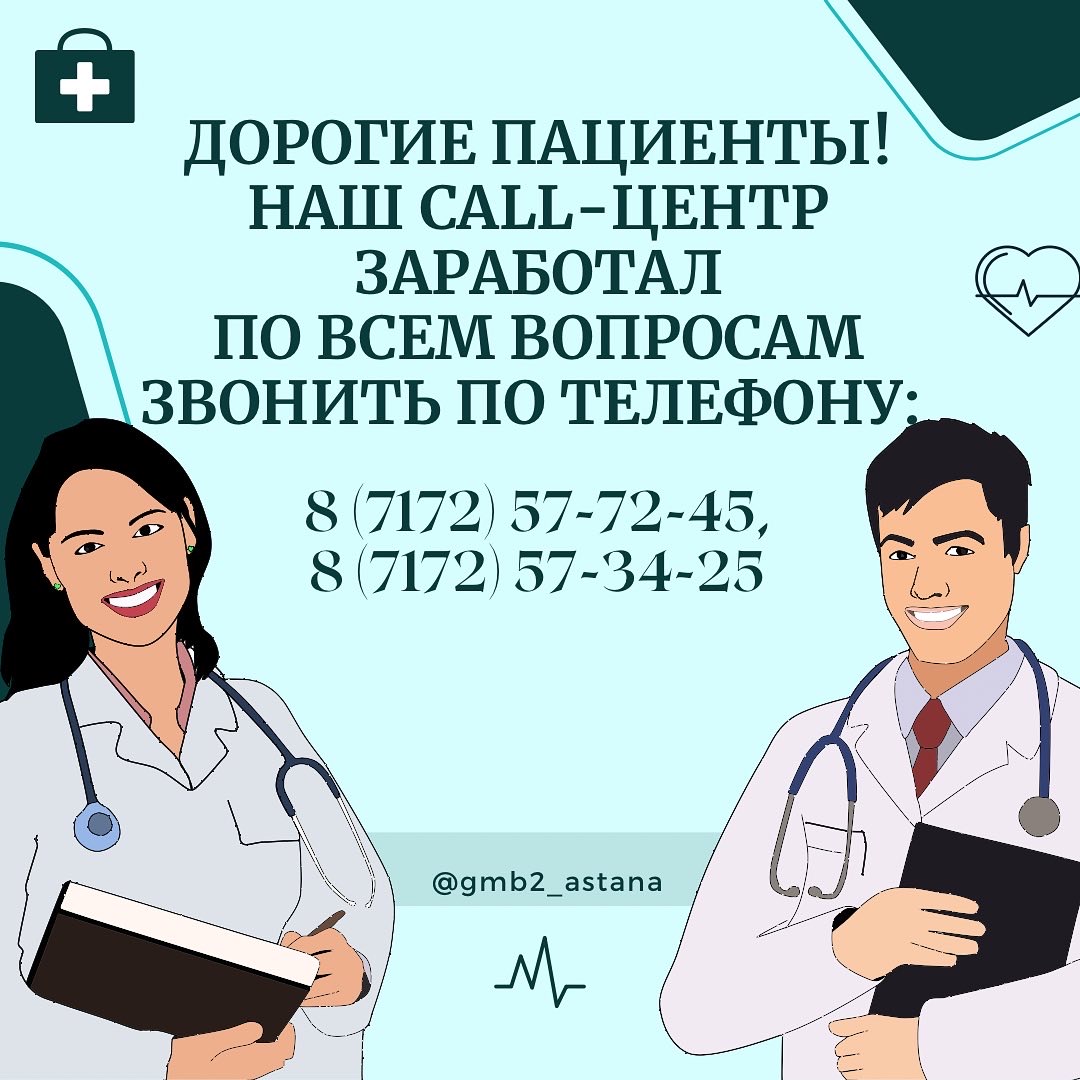 ДОРОГИЕ ПАЦИЕНТЫ!
НАШ CALL-ЦЕНТР
ЗАРАБОТАЛ
ПО ВСЕМ ВОПРОСАМ
ЗВОНИТЬ ПО ТЕЛЕФОНУ:
8 (7172) 57-72-45,
8 (7172) 57-34-25
@gmb2_astana